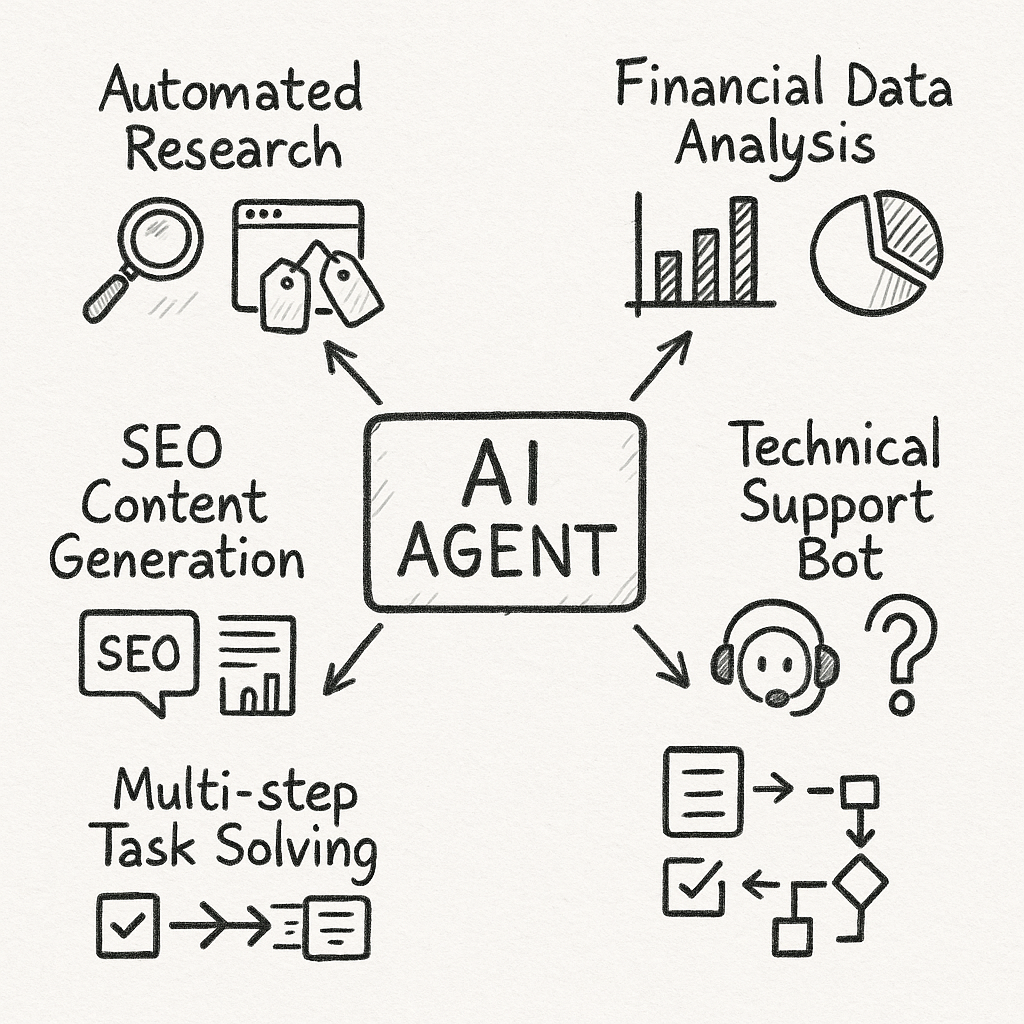 Automated
Research
Financial Data
Analysis
AI
AGENT
SEO
Content
Generation
SEO
Technical
Support
Bot
?
Multi-step
Task Solving